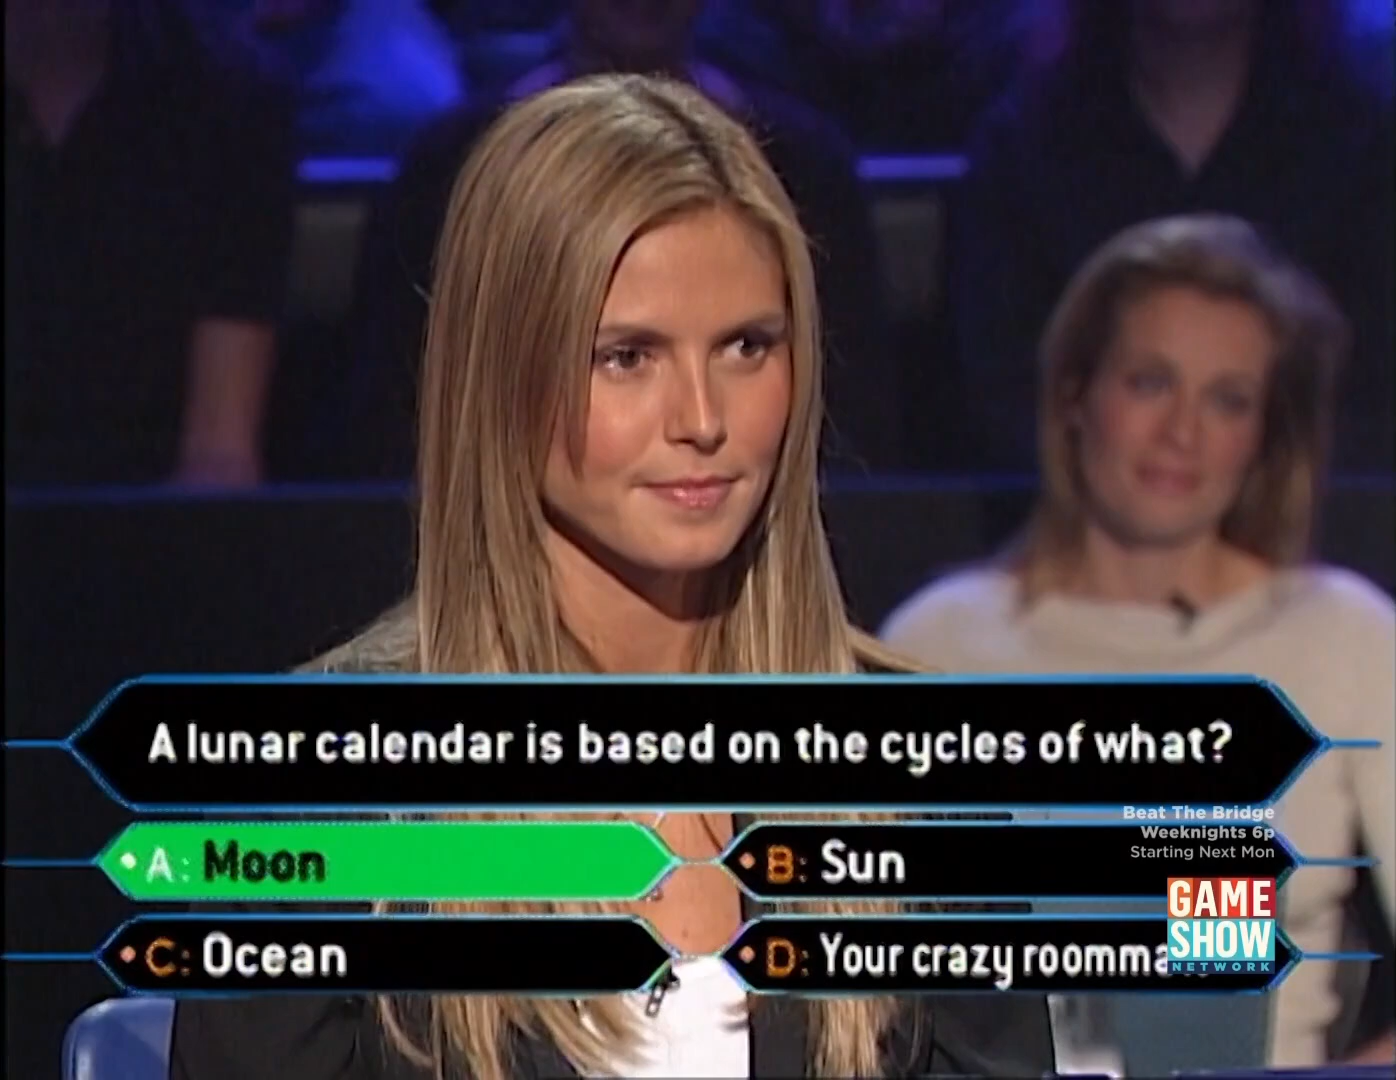 A lunar calendar is based on the cycles of what?
A: Moon
B: Sun
C: Ocean
D: Your crazy
Beat The Bridge
Weeknights 6p
Starting Next Mon
GAME
SHOW
NETWORK